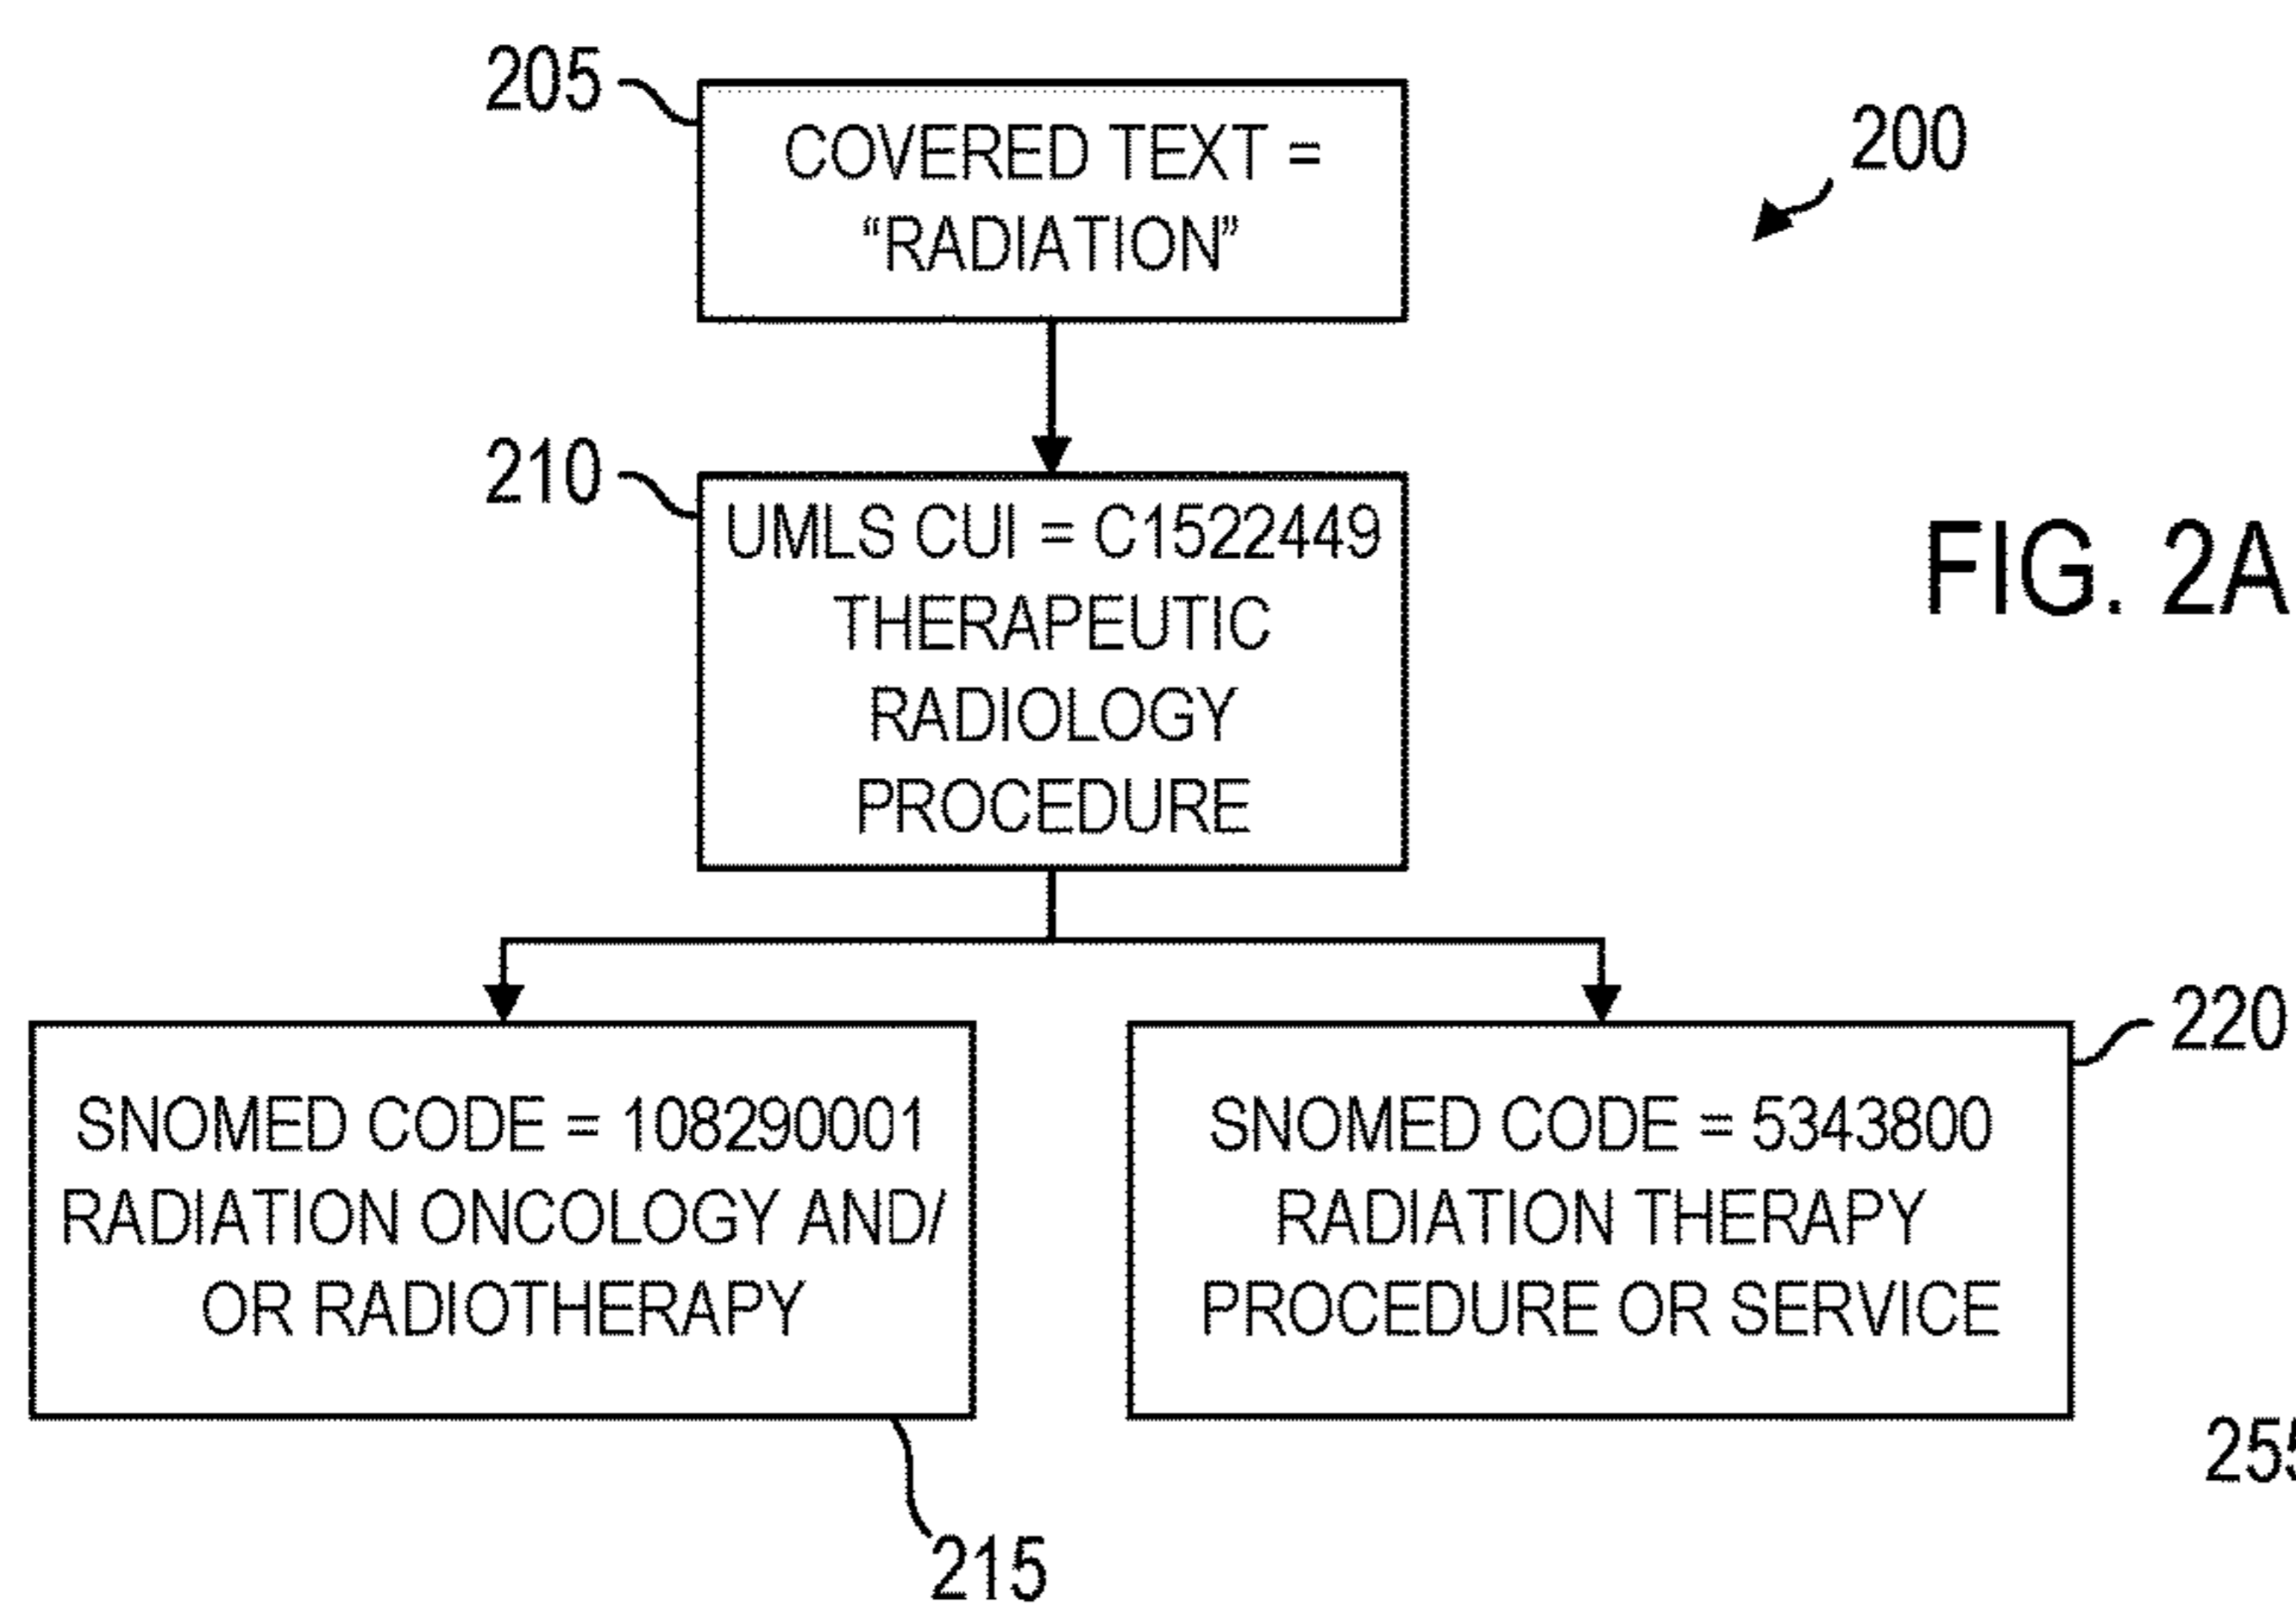 205
COVERED TEXT =
“RADIATION”
200
210
UMLS CUI = C1522449
THERAPEUTIC
RADIOLOGY
PROCEDURE
FIG. 2A
220
SNOMED CODE = 108290001
RADIATION ONCOLOGY AND/
OR RADIOTHERAPY
SNOMED CODE = 5343800
RADIATION THERAPY
PROCEDURE OR SERVICE
255
215